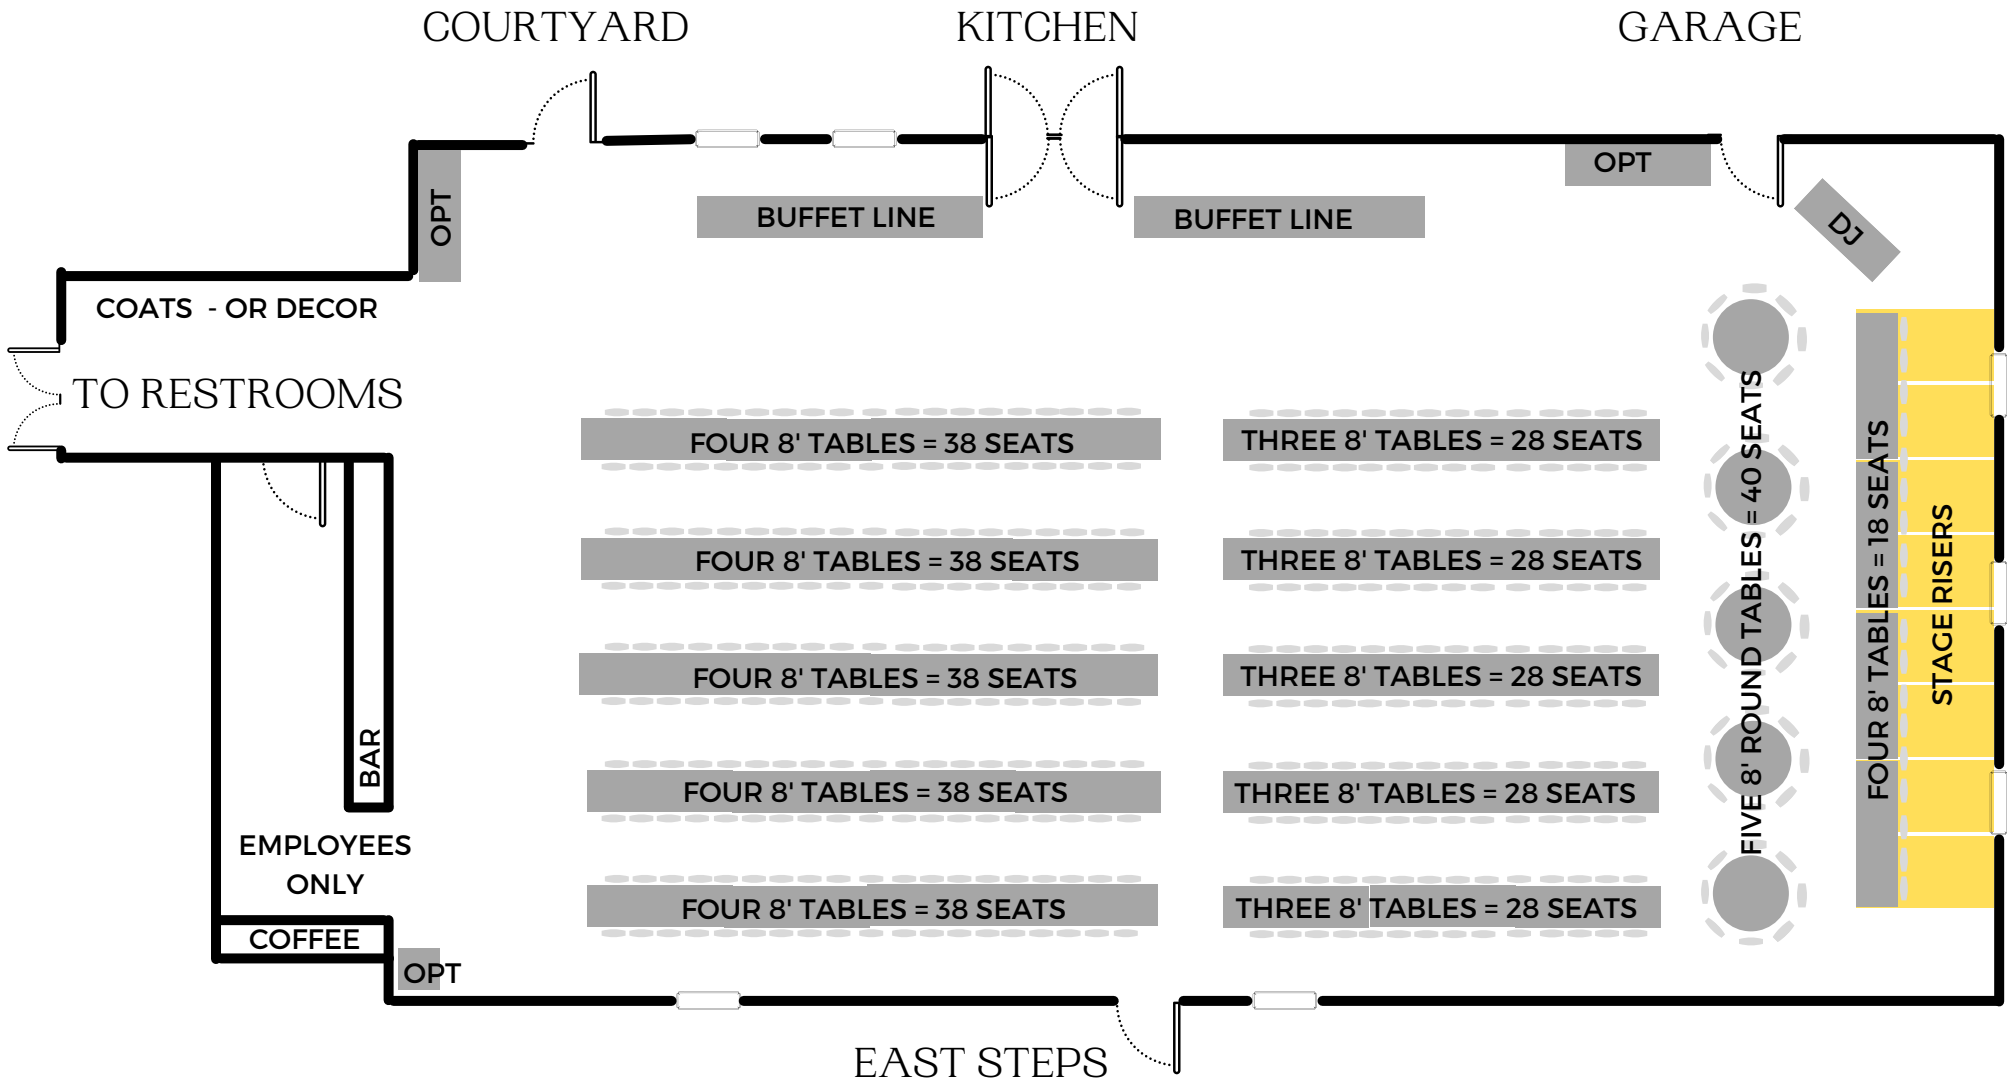 COURTYARD
KITCHEN
GARAGE
OPT
OPT
BUFFET LINE
BUFFET LINE
DJ
COATS - OR DECOR
TO RESTROOMS
FOUR 8' TABLES = 38 SEATS
THREE 8' TABLES = 28 SEATS
FOUR 8' TABLES = 38 SEATS
THREE 8' TABLES = 28 SEATS
FOUR 8' TABLES = 38 SEATS
THREE 8' TABLES = 28 SEATS
FOUR 8' TABLES = 38 SEATS
THREE 8' TABLES = 28 SEATS
FOUR 8' TABLES = 38 SEATS
THREE 8' TABLES = 28 SEATS
FIVE 8' ROUND TABLES = 40 SEATS
FOUR 8' TABLES = 18 SEATS
STAGE RISERS
BAR
EMPLOYEES
ONLY
COFFEE
OPT
EAST STEPS